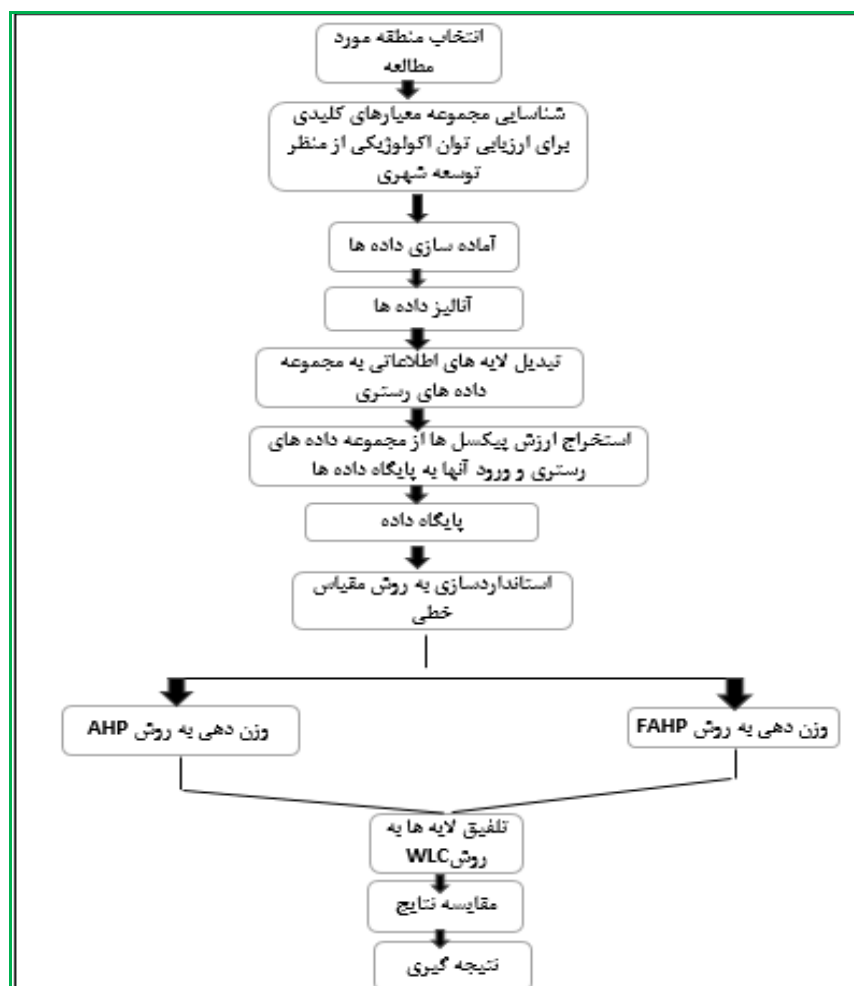 انتخاب منطقه مورد
مطالعه
شناسایی مجموعه معیارهای کلیدی
برای ارزیابی توان اکولوژیکی از منظر
توسعه شهری
آماده سازی داده ها
آنالیز داده ها
تبدیل لایه های اطلاعاتی به مجموعه
داده های رستری
استخراج ارزش پیکسل ها از مجموعه داده های
رستری و ورود آنها به پایگاه داده ها
پایگاه داده
استانداردسازی به روش مقیاس
خطی
وزن دهی به روش FAHP
وزن دهی به روش AHP
تلفیق لایه ها به
روش WLC
مقایسه نتایج
نتیجه گیری